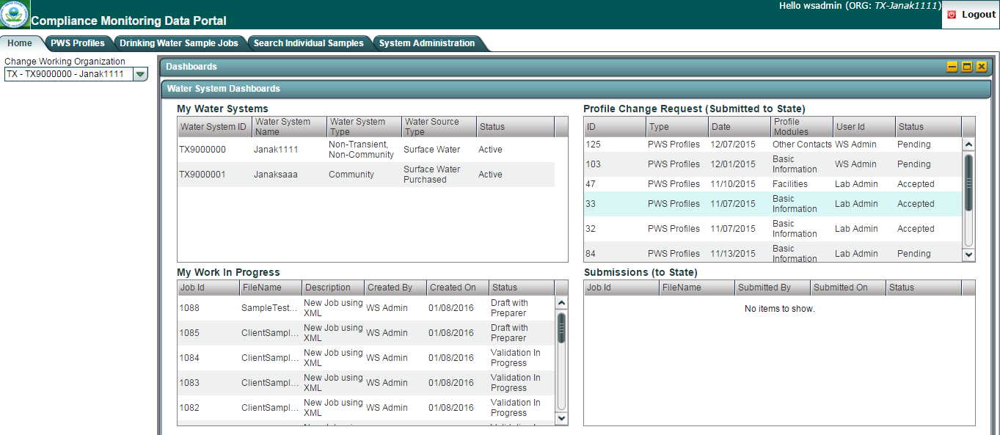 Hello wsadmin (ORG: TX-Janak1111)
Logout
Compliance Monitoring Data Portal
Home
PWS Profiles
Drinking Water Sample Jobs
Search Individual Samples
System Administration
Change Working Organization
TX - TX9000000 - Janak1111
Dashboards
Water System Dashboards
My Water Systems
Water System ID
Water System
Name
Water System
Type
Water Source
Type
Status
TX9000000
Janak1111
Non-Transient,
Non-Community
Surface Water
Active
TX9000001
Janaksaaa
Community
Surface Water
Purchased
Active
Profile Change Request (Submitted to State)
ID
Type
Date
Profile
Modules
User Id
Status
125
PWS Profiles
12/07/2015
Other Contacts
WS Admin
Pending
103
PWS Profiles
12/01/2015
Basic
Information
WS Admin
Pending
47
PWS Profiles
11/10/2015
Facilities
Lab Admin
Accepted
33
PWS Profiles
11/07/2015
Basic
Information
Lab Admin
Accepted
32
PWS Profiles
11/07/2015
Basic
Information
Lab Admin
Accepted
84
PWS Profiles
11/13/2015
Basic
Information
Lab Admin
Pending
My Work In Progress
Job Id
FileName
Description
Created By
Created On
Status
1088
SampleTest...
New Job using
XML
WS Admin
01/08/2016
Draft with
Preparer
1085
ClientSampl...
New Job using
XML
WS Admin
01/08/2016
Draft with
Preparer
1084
ClientSampl...
New Job using
XML
WS Admin
01/08/2016
Validation In
Progress
1083
ClientSampl...
New Job using
XML
WS Admin
01/08/2016
Validation In
Progress
1082
ClientSampl...
New Job using
XML
WS Admin
01/08/2016
Validation In
Progress
Submissions (to State)
Job Id
FileName
Submitted By
Submitted On
Status
No items to show.